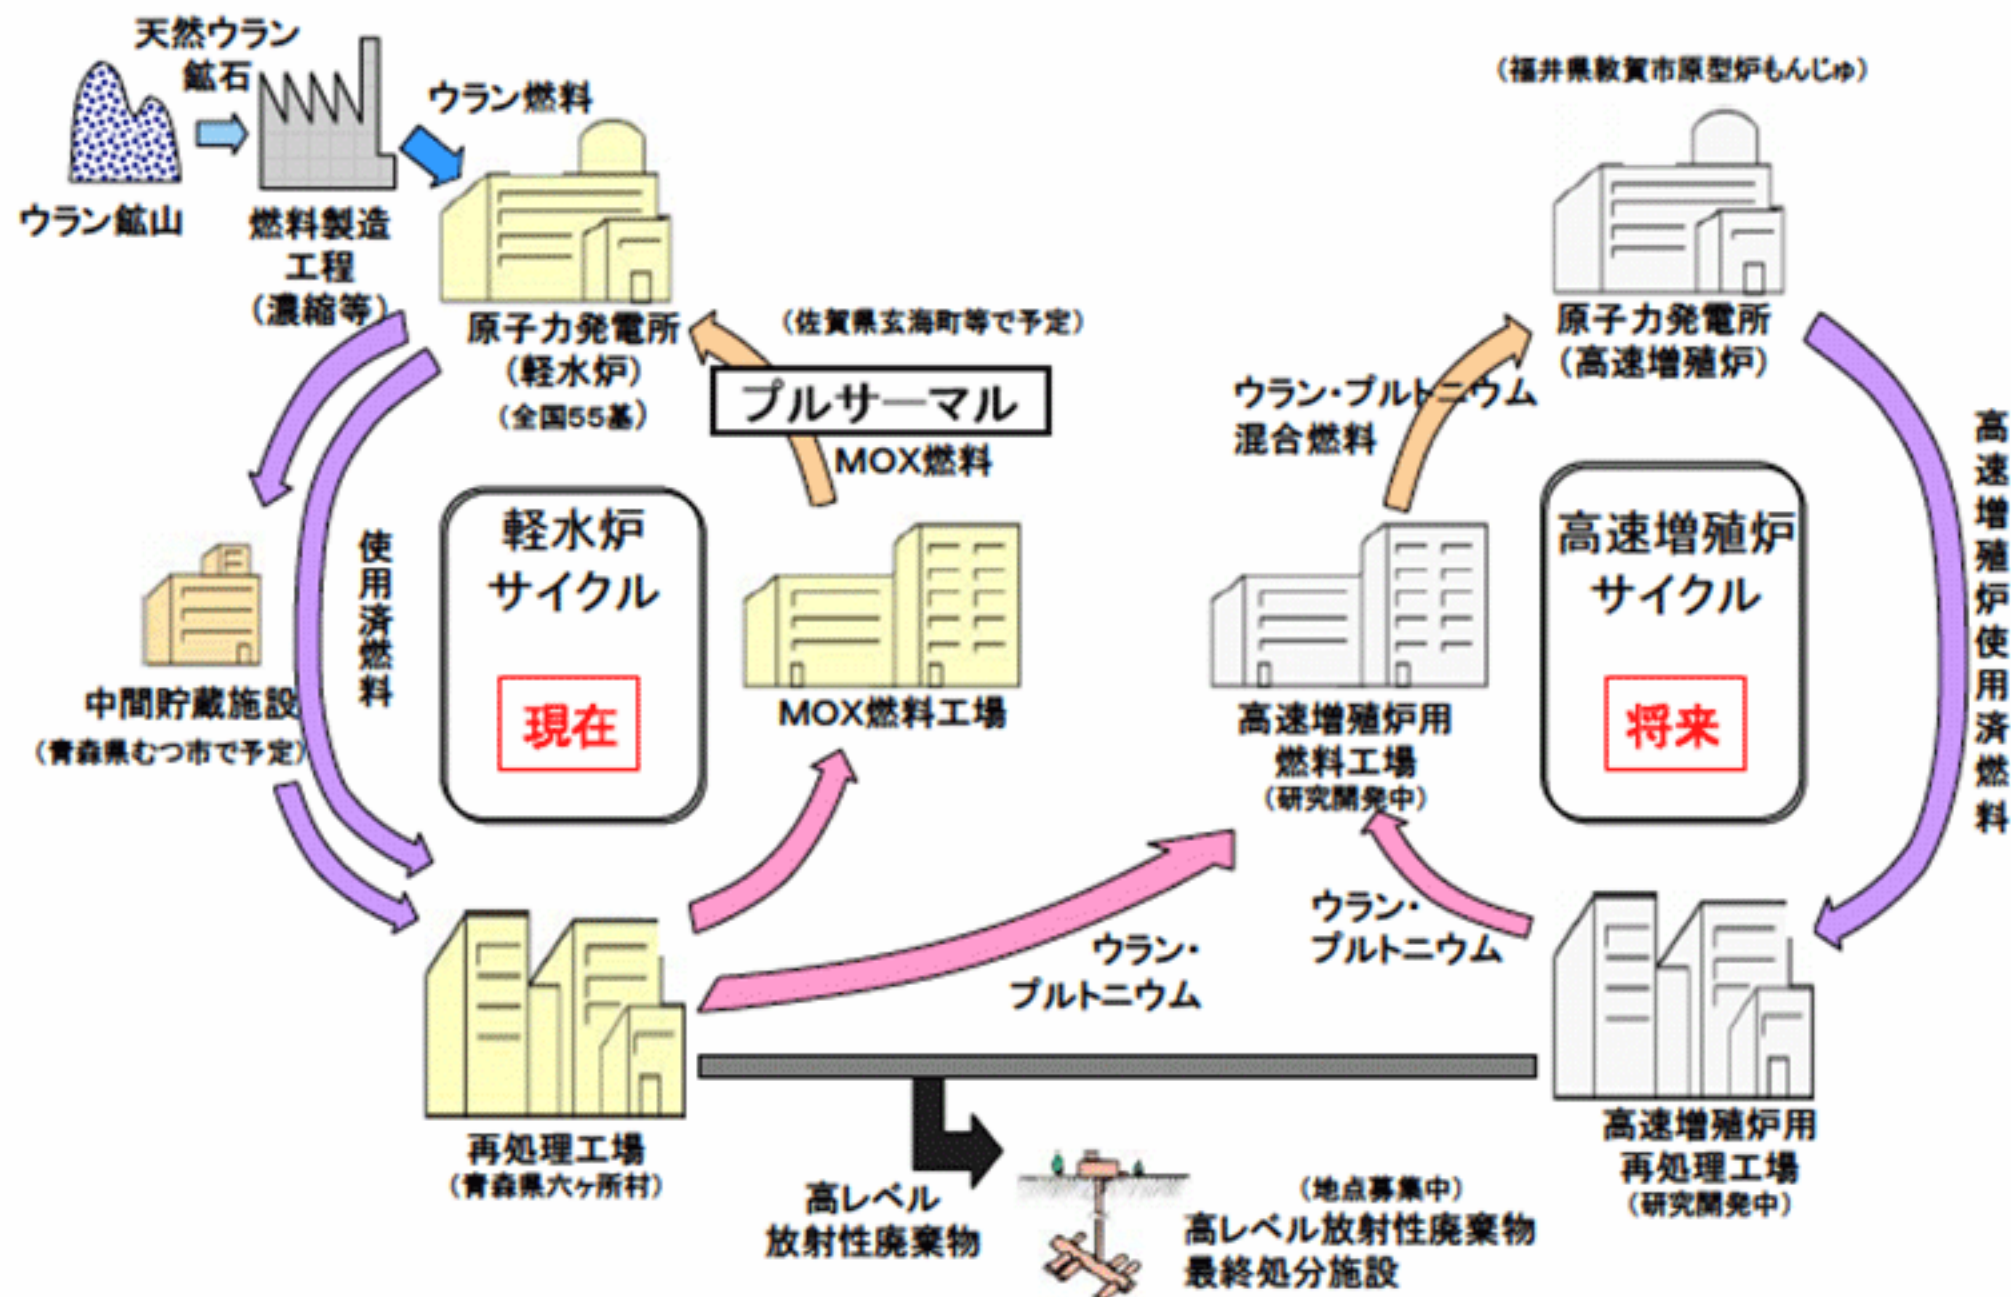 天然ウラン
鉱石
ウラン鉱山
燃料製造
工程
(濃縮等)
ウラン燃料
原子力発電所
(軽水炉)
(全国55基)
(佐賀県玄海町等で予定)
プルサーマル
MOX燃料
使用済燃料
軽水炉
サイクル
現在
MOX燃料工場
中間貯蔵施設
(青森県むつ市で予定)
再処理工場
(青森県六ヶ所村)
ウラン・
プルトニウム
高レベル
放射性廃棄物
(地点募集中)
高レベル放射性廃棄物
最終処分施設
(福井県敦賀市原型炉もんじゅ)
原子力発電所
(高速増殖炉)
ウラン・プルトニウム
混合燃料
高速増殖炉
サイクル
将来
高速増殖炉使用済燃料
高速増殖炉用
燃料工場
(研究開発中)
ウラン・
プルトニウム
高速増殖炉用
再処理工場
(研究開発中)